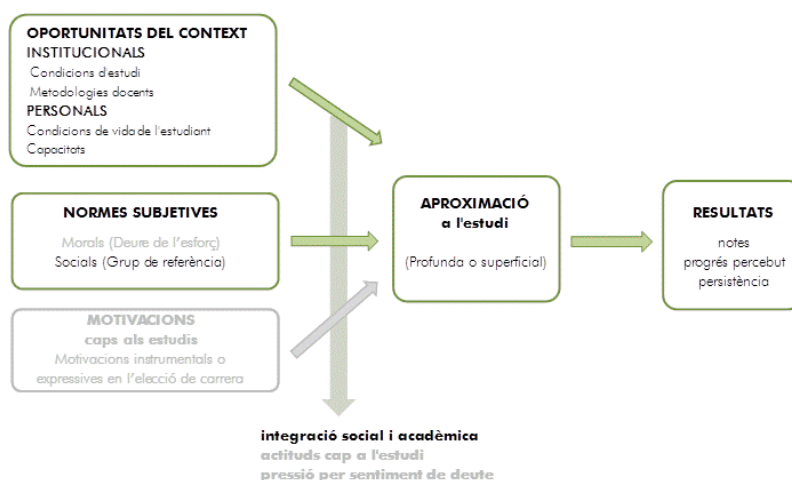 OPORTUNITATS DEL CONTEXT
INSTITUCIONALS
Condicions d'estudi
Metodologies docents
PERSONALS
Condicions de vida de l'estudiant
Capacitats
NORMES SUBJETIVES
Morals (Deure de l'esforç)
Socials (Grup de referència)
MOTIVACIONS
caps als estudis
Motivacions instrumentals o
expressives en l'elecció de carrera
APROXIMACIÓ
a l'estudi
(Profunda o superficial)
RESULTATS
notes
progrés percebut
persistència
integració social i acadèmica
actituds cap a l'estudi
pressió per sentiment de deute